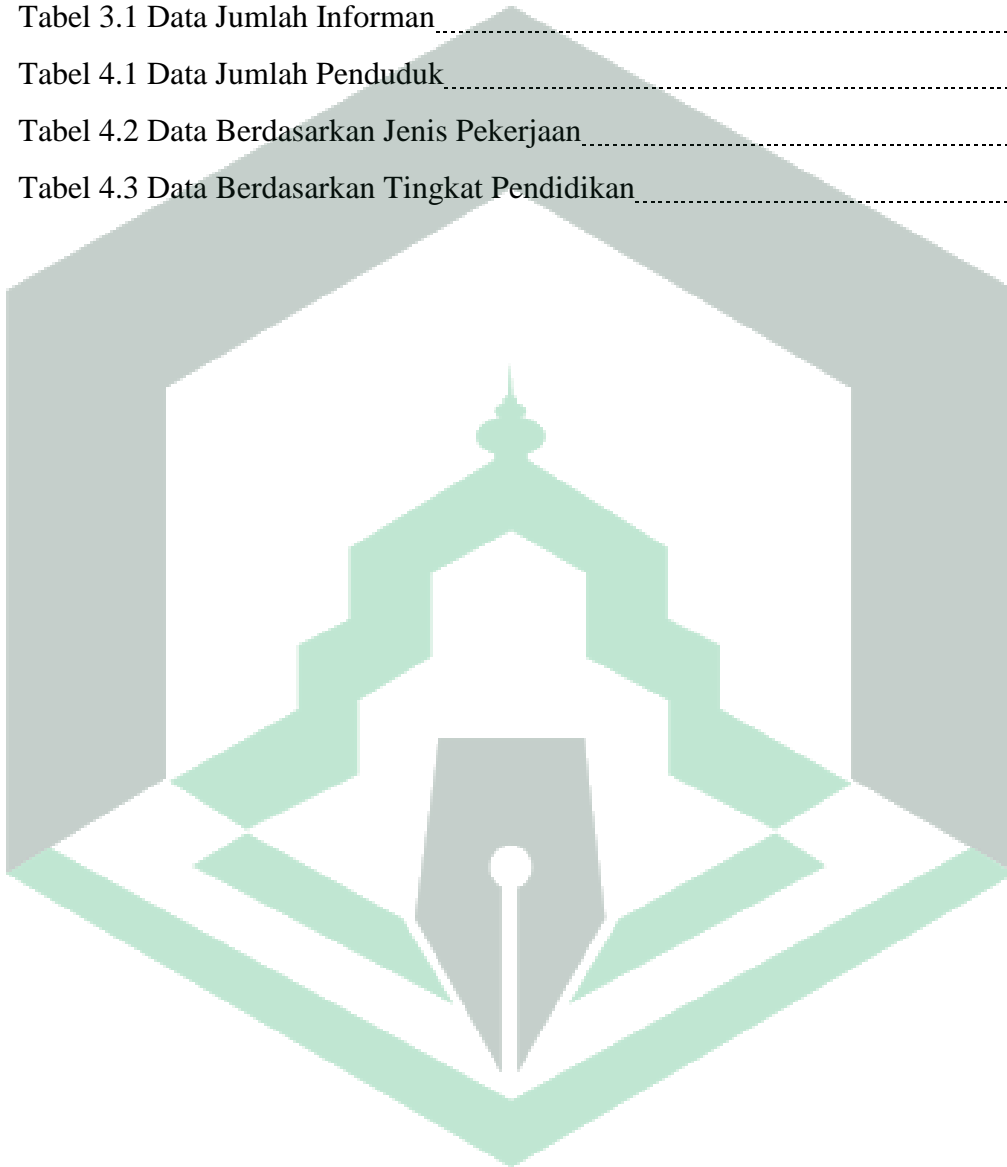 Tabel 3.1 Data Jumlah Informan
Tabel 4.1 Data Jumlah Penduduk
Tabel 4.2 Data Berdasarkan Jenis Pekerjaan
Tabel 4.3 Data Berdasarkan Tingkat Pendidikan